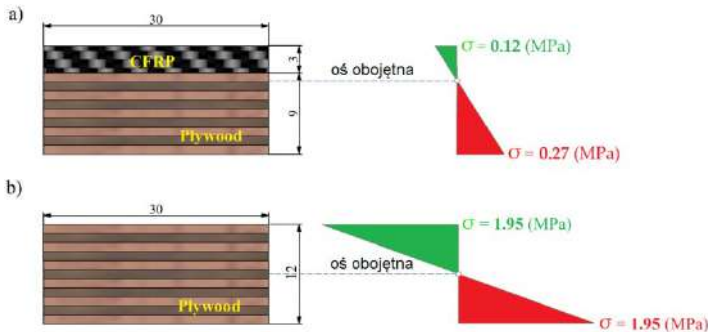 a)
30
CFRP
3
oś obojętna
σ = 0.12 (MPa)
9
Plywood
σ = 0.27 (MPa)
b)
30
σ = 1.95 (MPa)
12
oś obojętna
Plywood
σ = 1.95 (MPa)